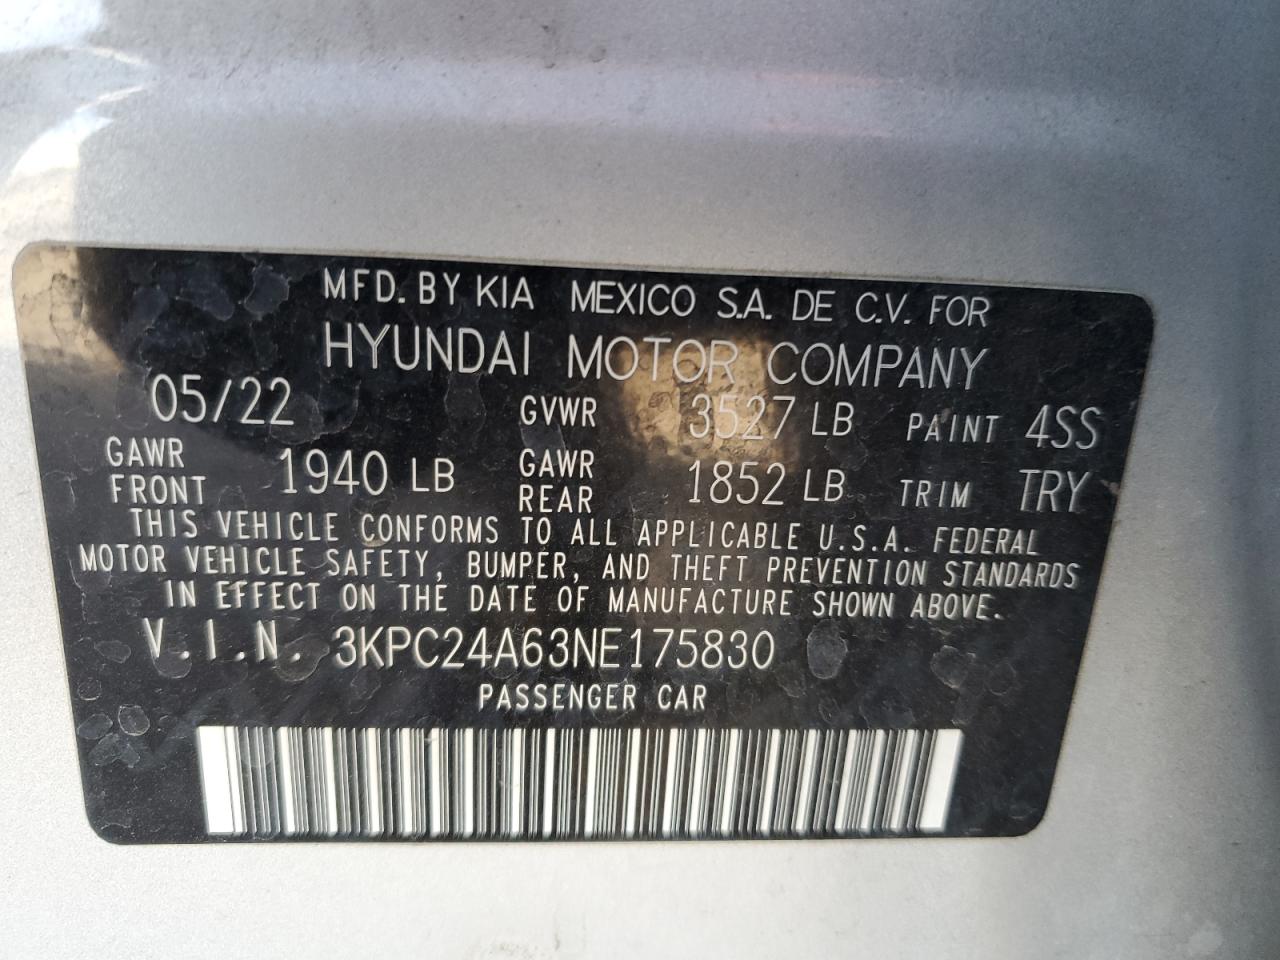 MFD. BY KIA MEXICO S.A. DE C.V. FOR
HYUNDAI MOTOR COMPANY
05/22 GVWR 3527 LB PAINT 4SS
GAWR FRONT 1940 LB GAWR REAR 1852 LB TRIM TRY
THIS VEHICLE CONFORMS TO ALL APPLICABLE U.S.A. FEDERAL
MOTOR VEHICLE SAFETY, BUMPER, AND THEFT PREVENTION STANDARDS
IN EFFECT ON THE DATE OF MANUFACTURE SHOWN ABOVE.
V.I.N. 3KPC24A63NE175830
PASSENGER CAR